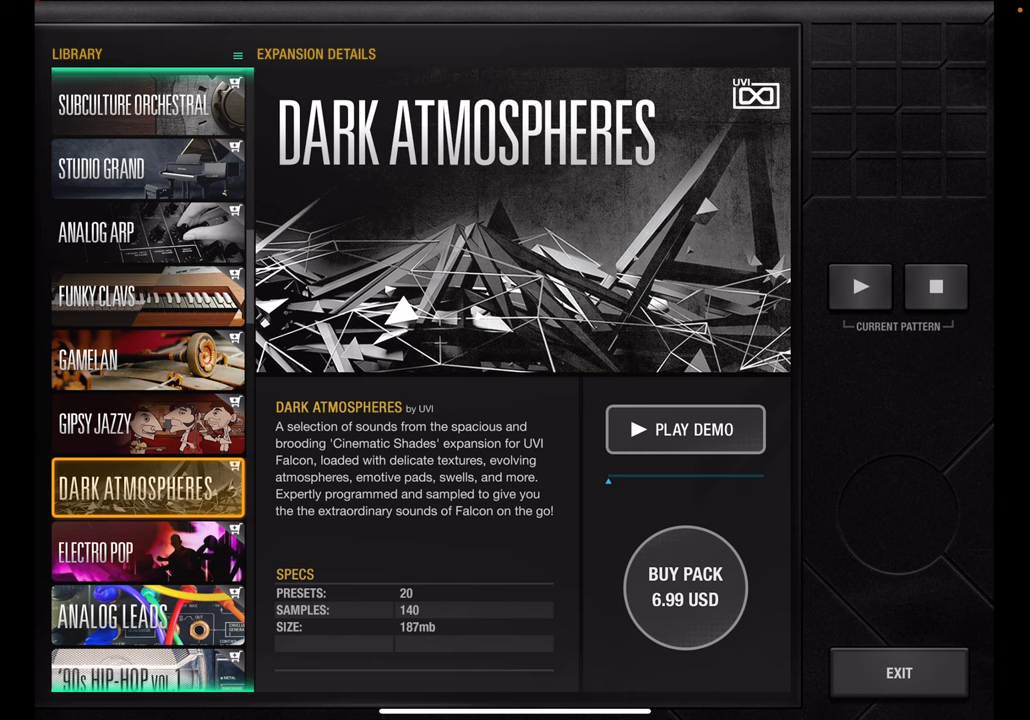 LIBRARY
EXPANSION DETAILS
SUBCULTURE ORCHESTRAL
STUDIO GRAND
ANALOG ARP
FUNKY CLAVS
GAMELAN
GIPSY JAZZY
DARK ATMOSPHERES
ELECTRO POP
ANALOG LEADS
'90s HIP-HOP VOL 1
UVI
DARK ATMOSPHERES
DARK ATMOSPHERES by UVI
A selection of sounds from the spacious and
brooding 'Cinematic Shades' expansion for UVI
Falcon, loaded with delicate textures, evolving
atmospheres, emotive pads, swells, and more.
Expertly programmed and sampled to give you
the the extraordinary sounds of Falcon on the go!
SPECS
PRESETS: 20
SAMPLES: 140
SIZE: 187mb
PLAY DEMO
BUY PACK
6.99 USD
CURRENT PATTERN
EXIT